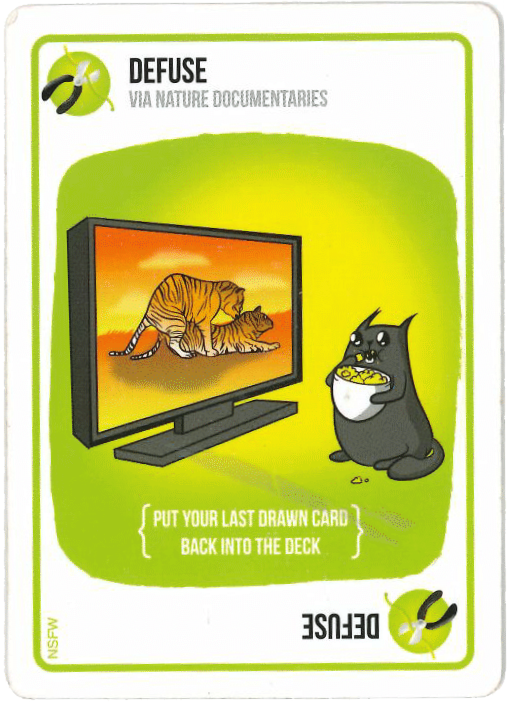 DEFUSE
VIA NATURE DOCUMENTARIES
{ PUT YOUR LAST DRAWN CARD
BACK INTO THE DECK }
NSFW
DEFUSE